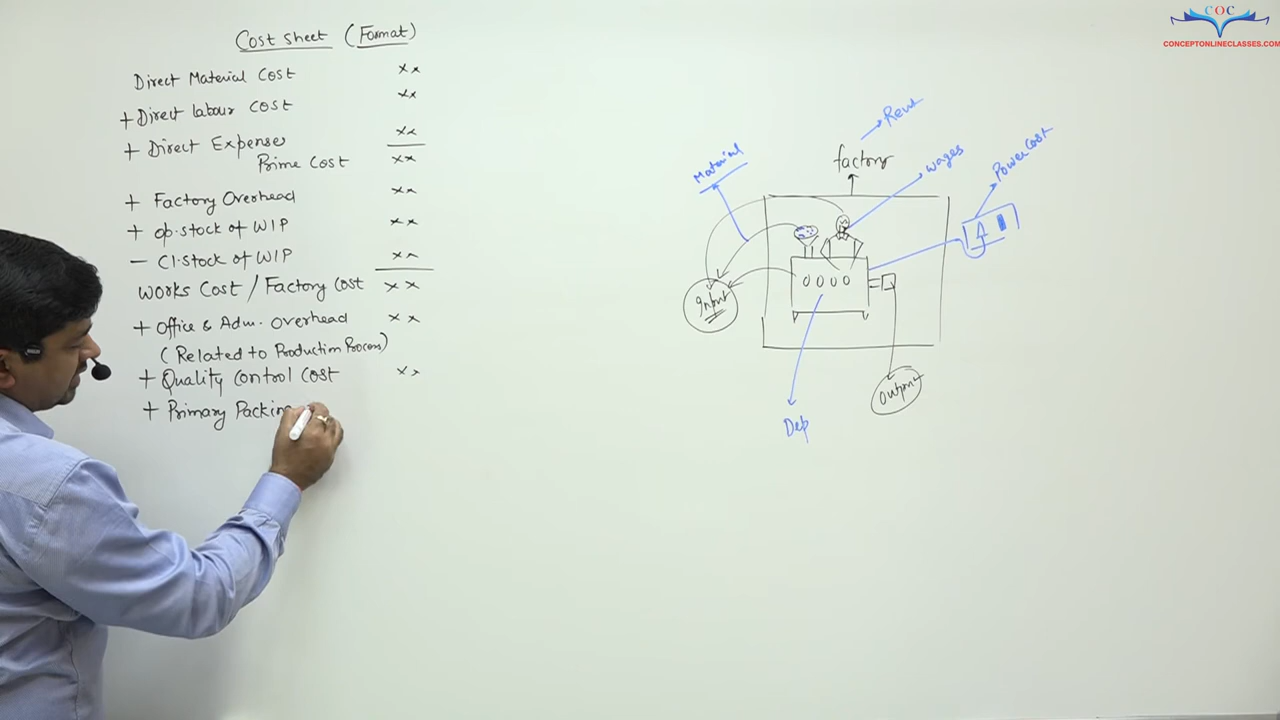 COC
CONCEPTONLINECLASSES.COM
Cost sheet (Format)
Direct Material Cost xx
+ Direct labour cost xx
+ Direct Expenses xx
Prime Cost xx
+ Factory Overhead xx
+ op.stock of WIP xx
- Cl.stock of WIP xx
Works Cost / Factory Cost xx
+ Office & Adm. Overhead xx
(Related to Production Process)
+ Quality Control Cost xx
+ Primary Packin
Rent
factory
Material
wages
Power cost
Input
Output
Dep